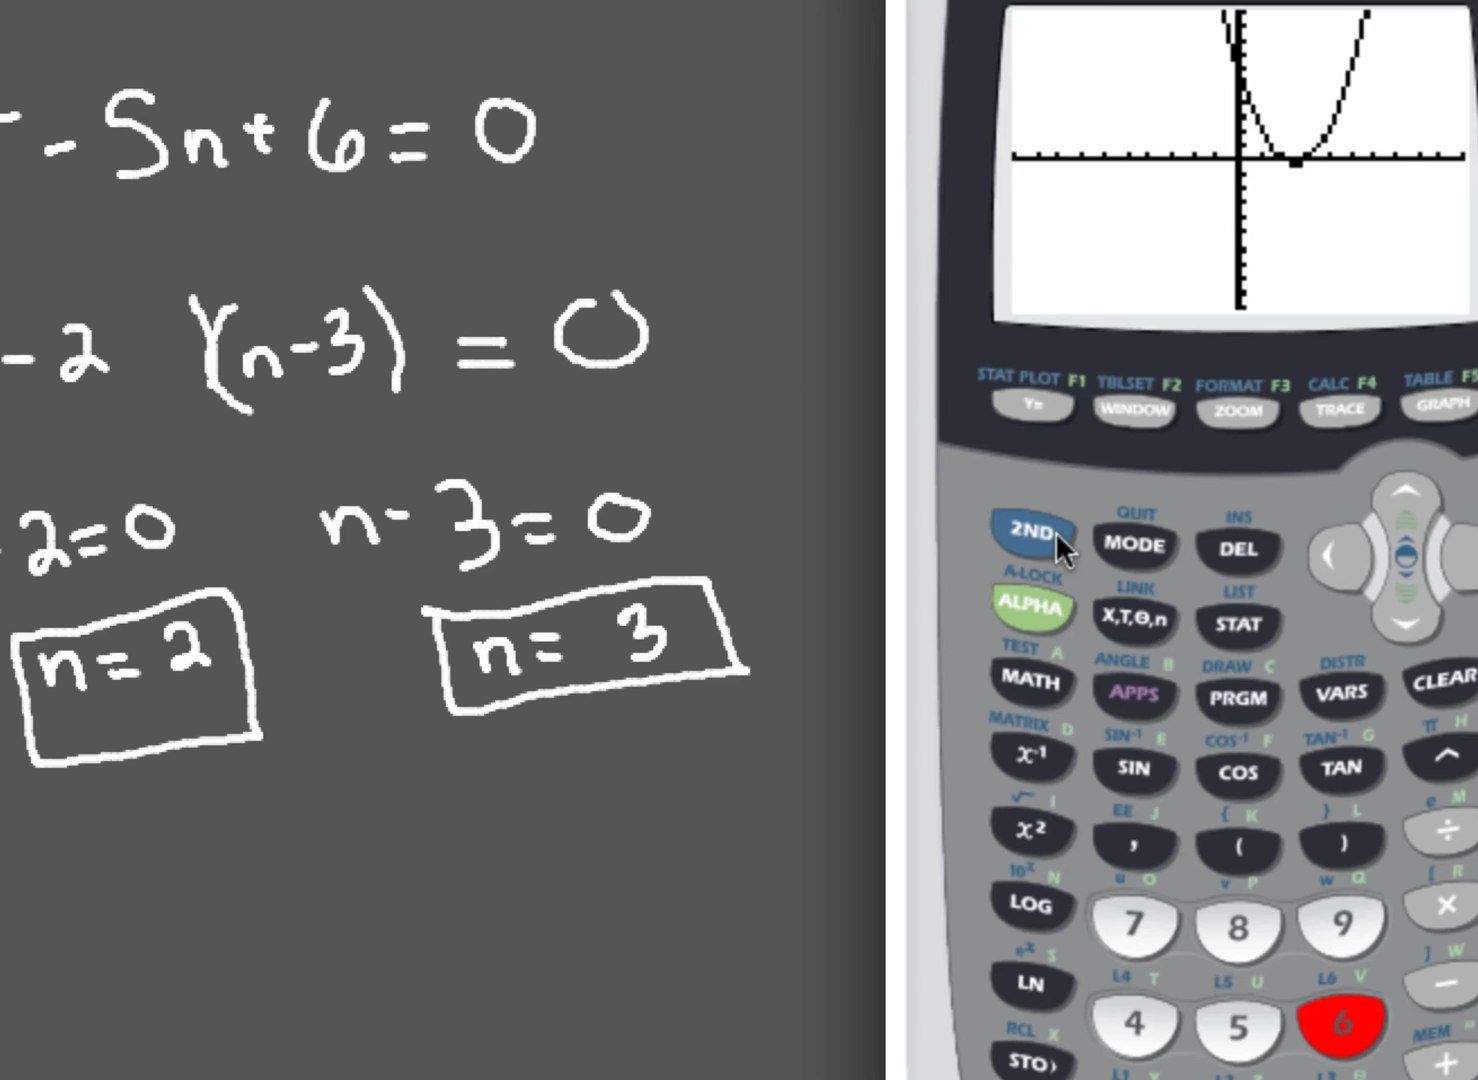 - 5n + 6 = 0
- 2 (n-3) = 0
2=0 n- 3=0
n= 2 n= 3
STAT PLOT F1 TBLSET F2 FORMAT F3 CALC F4 TABLE F5
Y= WINDOW ZOOM TRACE GRAPH
QUIT INS
2ND MODE DEL
A-LOCK LINK LIST
ALPHA X,T,Θ,n STAT
TEST A ANGLE B DRAW C DISTR
MATH APPS PRGM VARS CLEAR
MATRIX D SIN⁻¹ E COS⁻¹ F TAN⁻¹ G π H
x⁻¹ SIN COS TAN ^
√ I EE J { K } L e M
x² , ( ) ÷
10ˣ N u O v P w Q [ R
LOG 7 8 9 ×
eˣ S L4 T L5 U L6 V ] W
LN 4 5 6 −
RCL X MEM "
STO› +
L1 Y L2 Z L3 θ